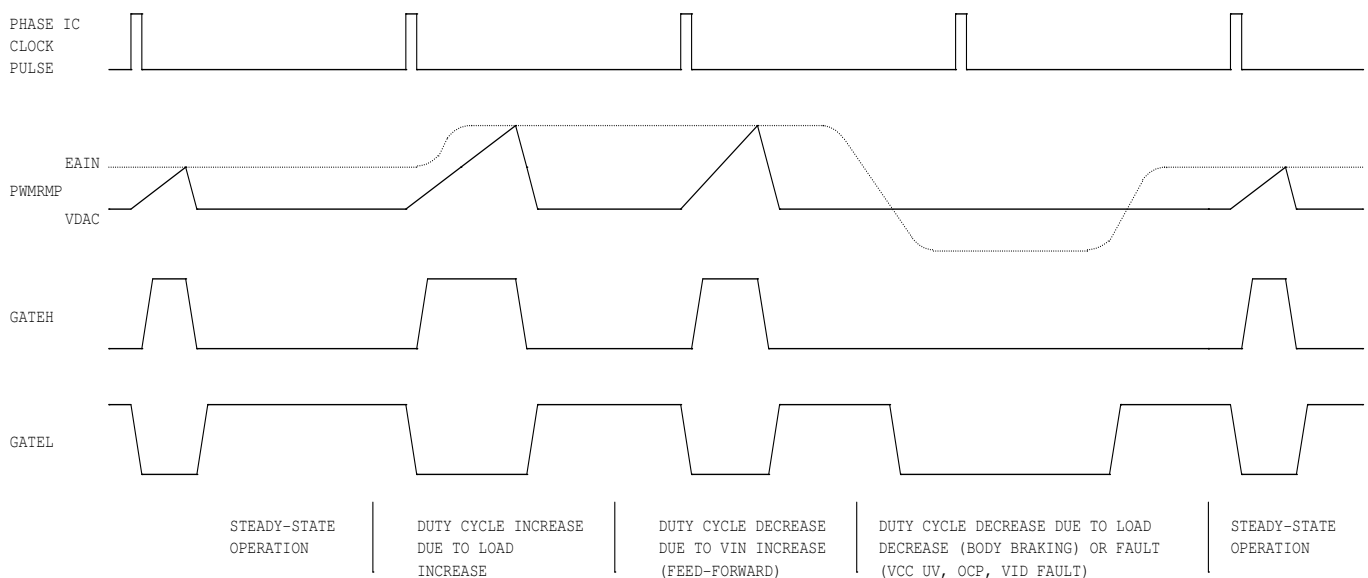 PHASE IC
CLOCK
PULSE
EAIN
PWMRMP
VDAC
GATEH
GATEL
STEADY-STATE
OPERATION
DUTY CYCLE INCREASE
DUE TO LOAD
INCREASE
DUTY CYCLE DECREASE
DUE TO VIN INCREASE
(FEED-FORWARD)
DUTY CYCLE DECREASE DUE TO LOAD
DECREASE (BODY BRAKING) OR FAULT
(VCC UV, OCP, VID FAULT)
STEADY-STATE
OPERATION